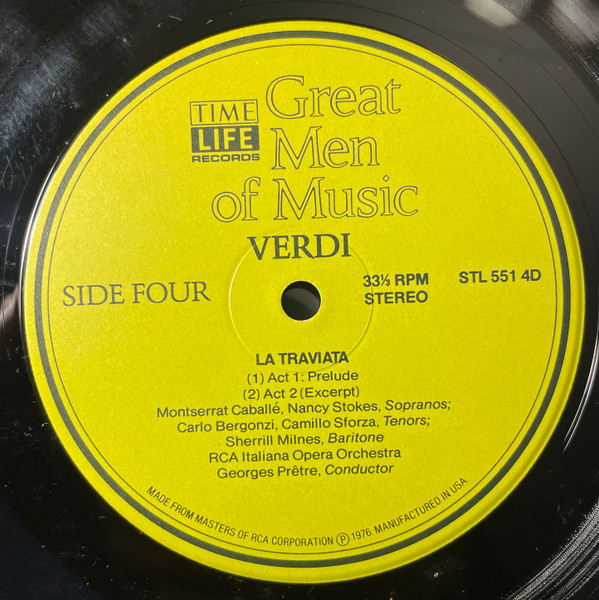 TIME
LIFE
RECORDS
Great
Men
of Music
VERDI
SIDE FOUR
33⅓ RPM
STEREO
STL 551 4D
LA TRAVIATA
(1) Act 1: Prelude
(2) Act 2 (Excerpt)
Montserrat Caballé, Nancy Stokes, Sopranos;
Carlo Bergonzi, Camillo Sforza, Tenors;
Sherrill Milnes, Baritone
RCA Italiana Opera Orchestra
Georges Prêtre, Conductor
MADE FROM MASTERS OF RCA CORPORATION ℗ 1976. MANUFACTURED IN USA.